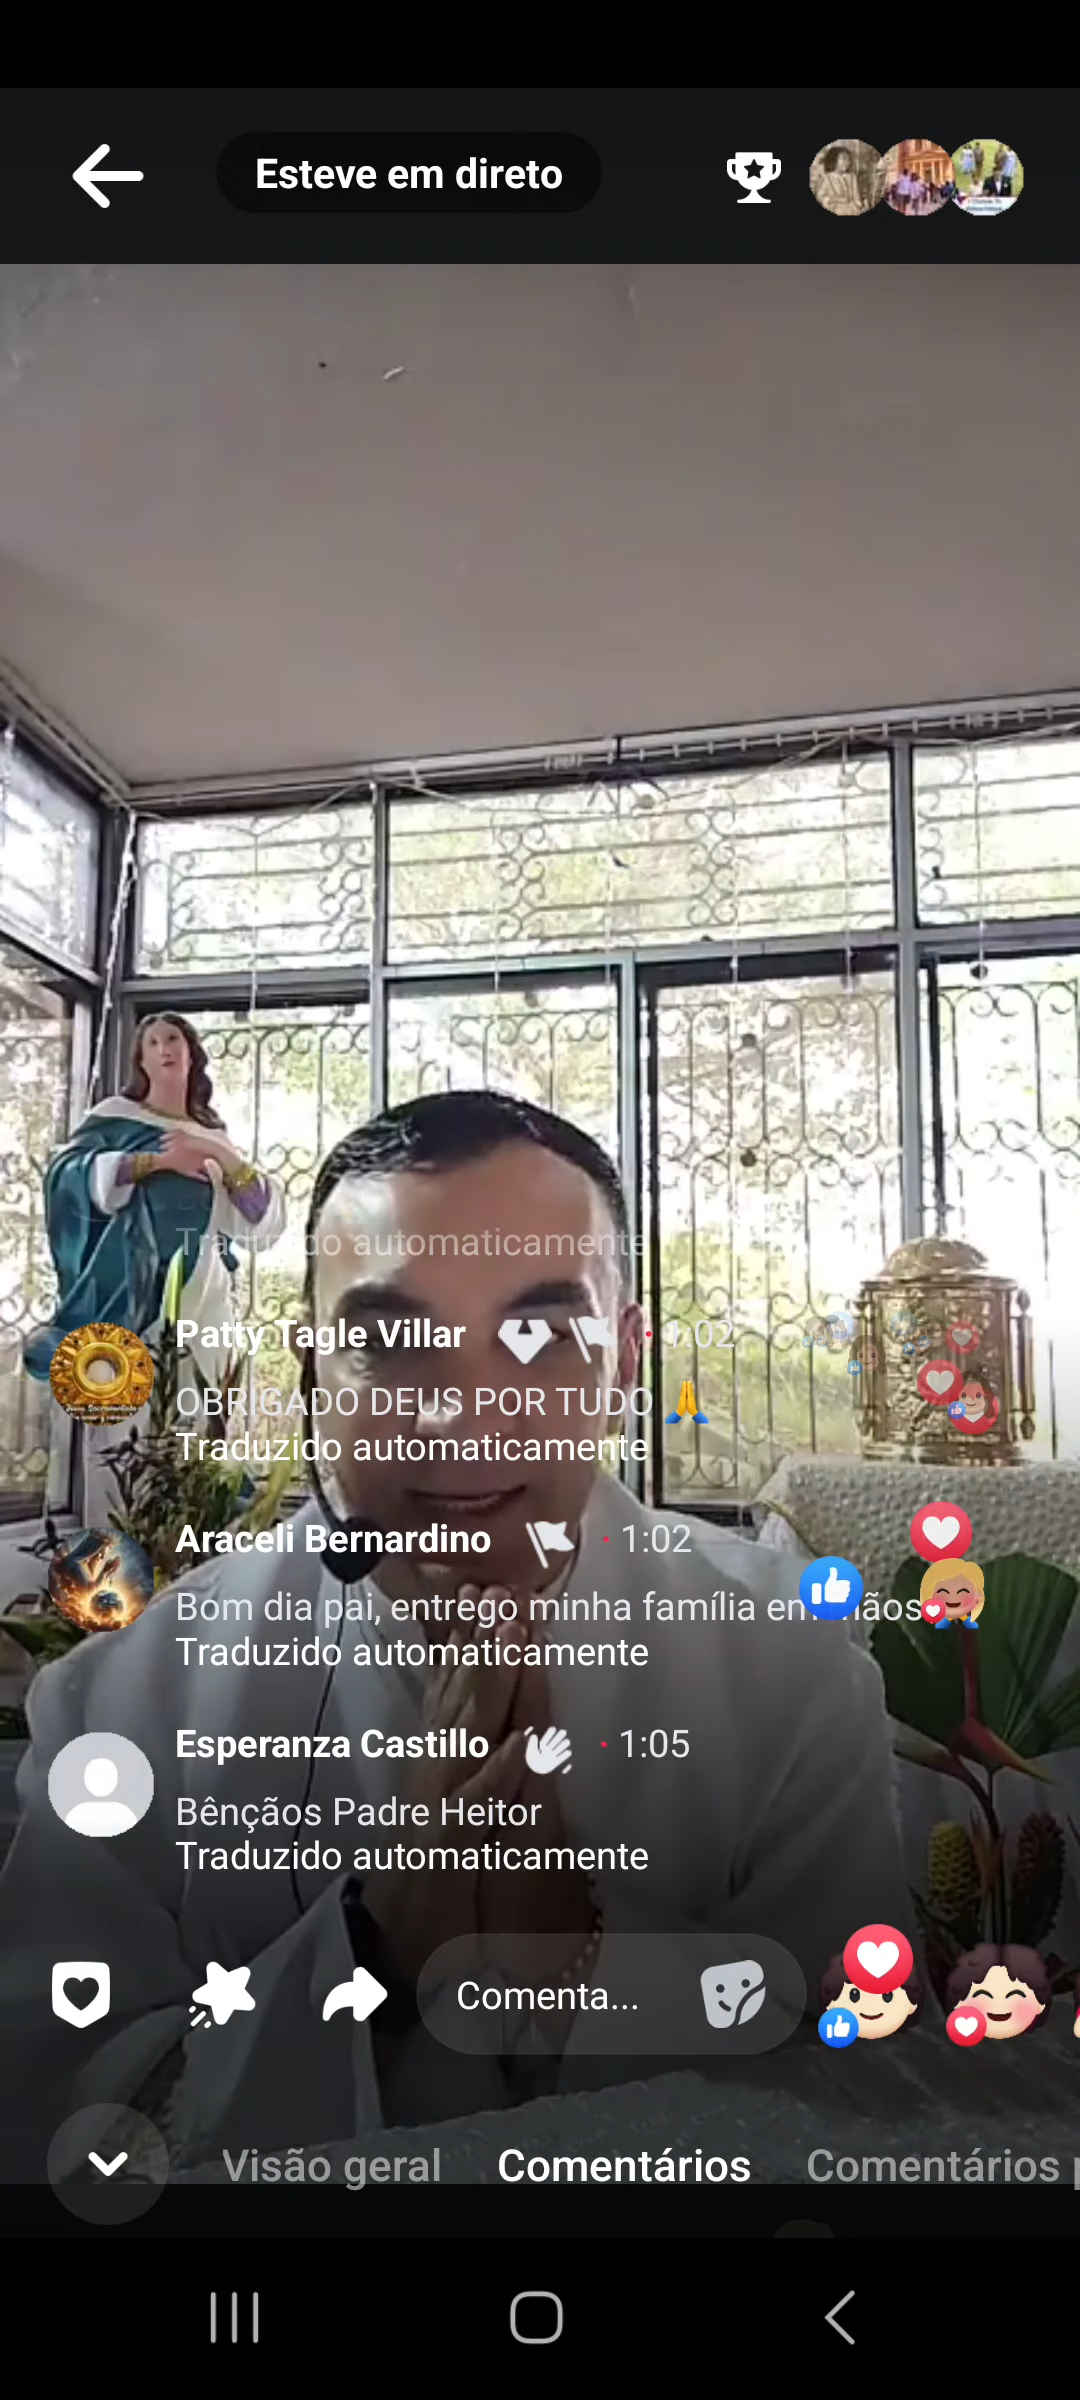 Esteve em direto
Traduzido automaticamente
Patty Tagle Villar · 1:02
OBRIGADO DEUS POR TUDO 🙏
Traduzido automaticamente
Araceli Bernardino · 1:02
Bom dia pai, entrego minha família em mãos
Traduzido automaticamente
Esperanza Castillo · 1:05
Bênçãos Padre Heitor
Traduzido automaticamente
Comenta...
Visão geral Comentários Comentários